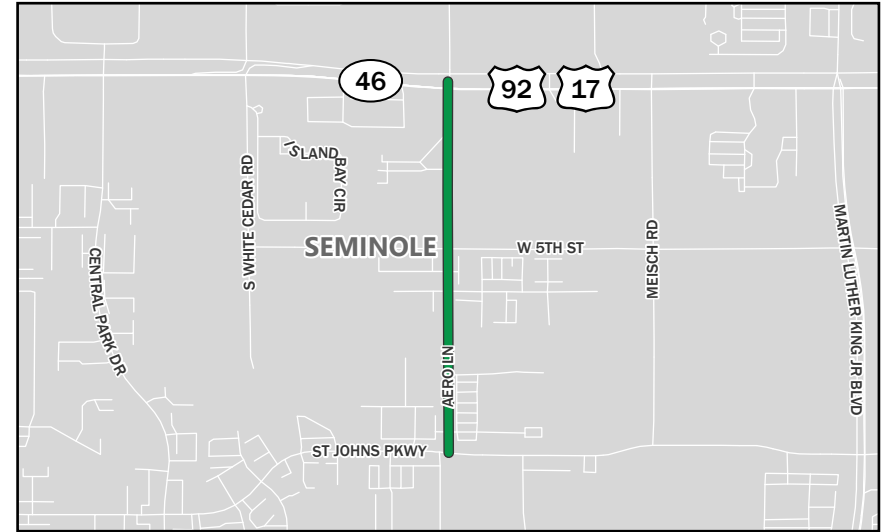 46
92
17
ISLAND
BAY CIR
S WHITE CEDAR RD
SEMINOLE
W 5TH ST
MEISCH RD
MARTIN LUTHER KING JR BLVD
CENTRAL PARK DR
AERO LN
ST JOHNS PKWY